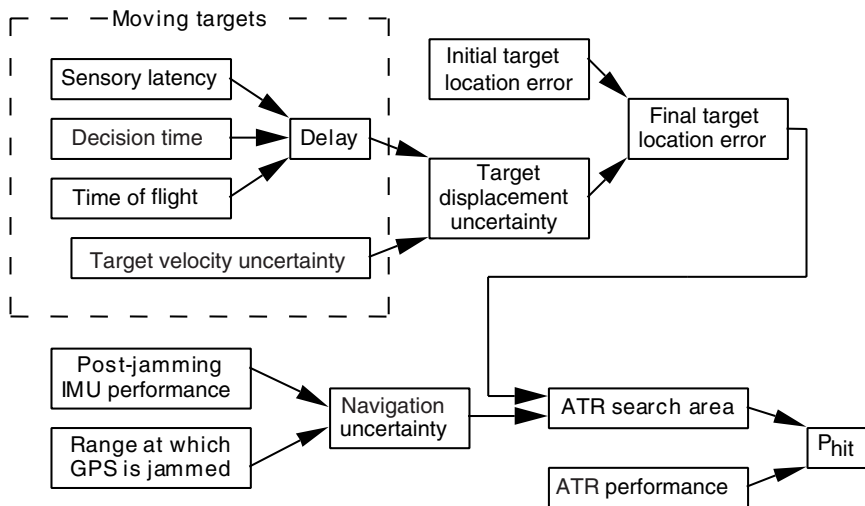 Moving targets
Sensory latency
Decision time
Time of flight
Delay
Target velocity uncertainty
Initial target
location error
Target
displacement
uncertainty
Final target
location error
Post-jamming
IMU performance
Range at which
GPS is jammed
Navigation
uncertainty
ATR search area
ATR performance
Phit